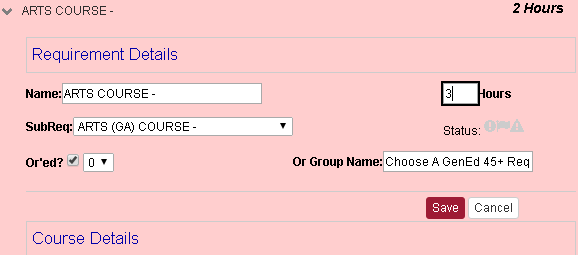 ARTS COURSE - 2 Hours
Requirement Details
Name: ARTS COURSE - 3 Hours
SubReq: ARTS (GA) COURSE - Status:
Or'ed? 0 Or Group Name: Choose A GenEd 45+ Req
Save Cancel
Course Details